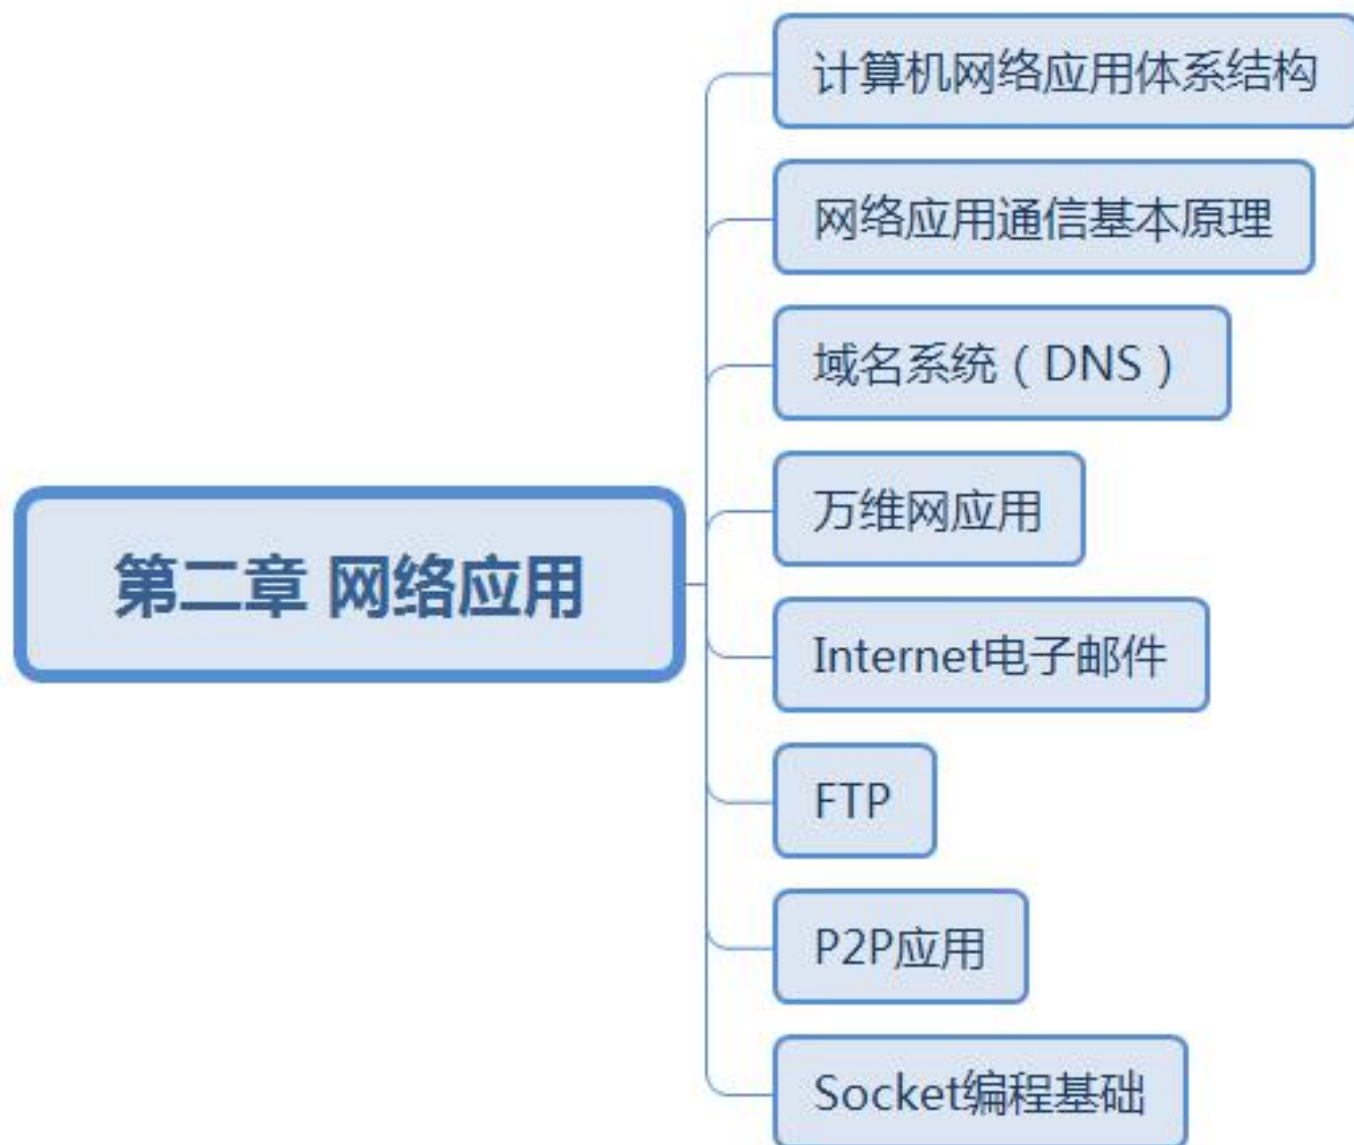 第二章 网络应用
计算机网络应用体系结构
网络应用通信基本原理
域名系统（DNS）
万维网应用
Internet电子邮件
FTP
P2P应用
Socket编程基础